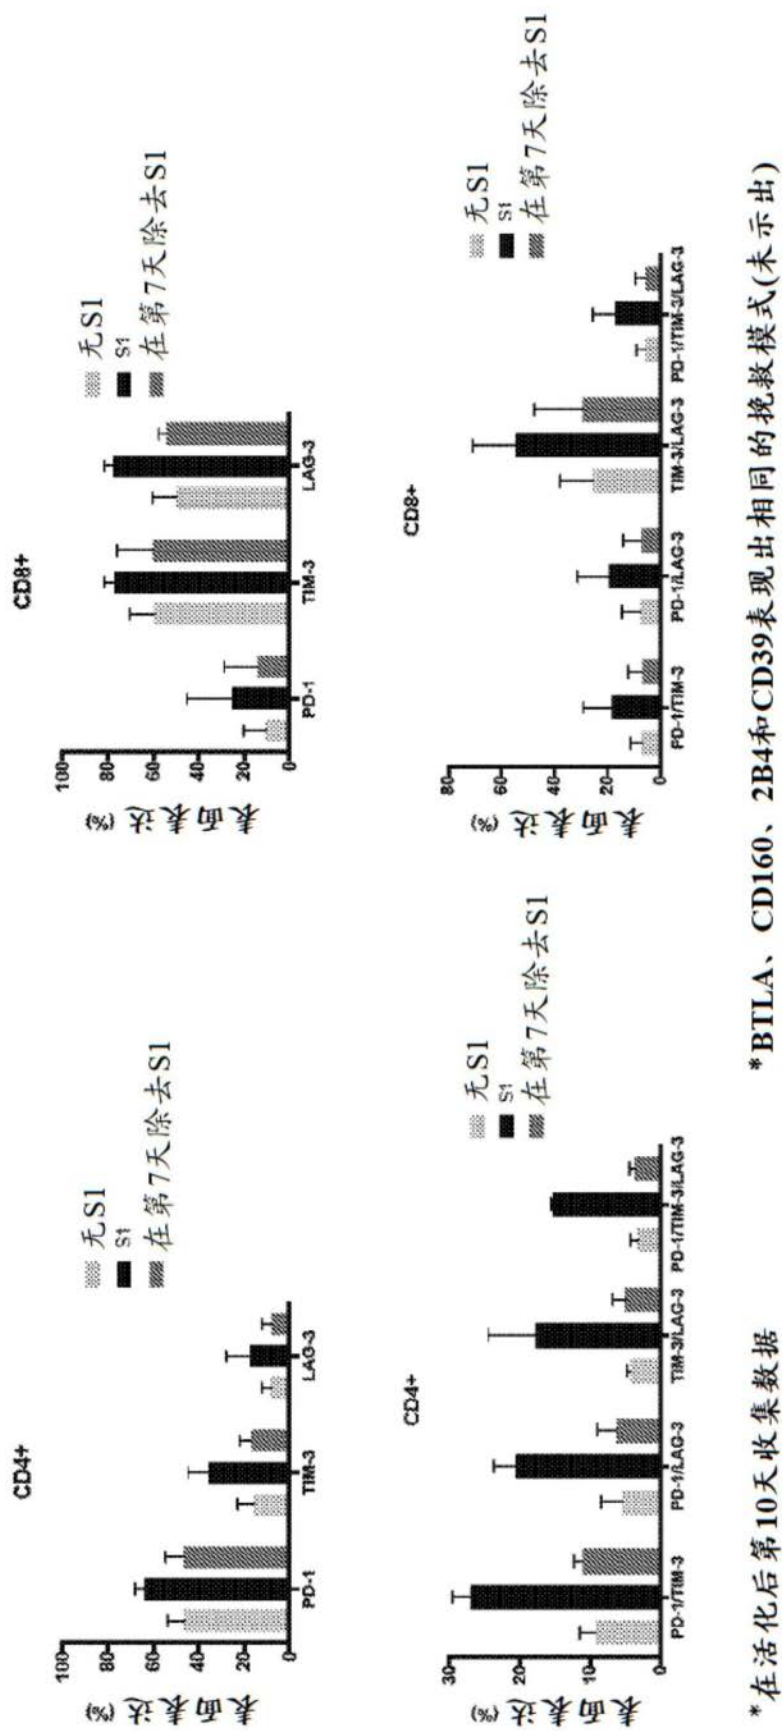 CD4+
表面表达
(%)
100
80
60
40
20
0
PD-1
TIM-3
LAG-3
无S1
S1
在第7天除去S1
CD8+
表面表达
(%)
100
80
60
40
20
0
PD-1
TIM-3
LAG-3
无S1
S1
在第7天除去S1
CD4+
表面表达
(%)
30
20
10
0
PD-1/TIM-3
PD-1/LAG-3
TIM-3/LAG-3
PD-1/TIM-3/LAG-3
无S1
S1
在第7天除去S1
CD8+
表面表达
(%)
80
60
40
20
0
PD-1/TIM-3
PD-1/LAG-3
TIM-3/LAG-3
PD-1/TIM-3/LAG-3
无S1
S1
在第7天除去S1
*在活化后第10天收集数据
*BTLA、CD160、2B4和CD39表现出相同的挽救模式(未示出)